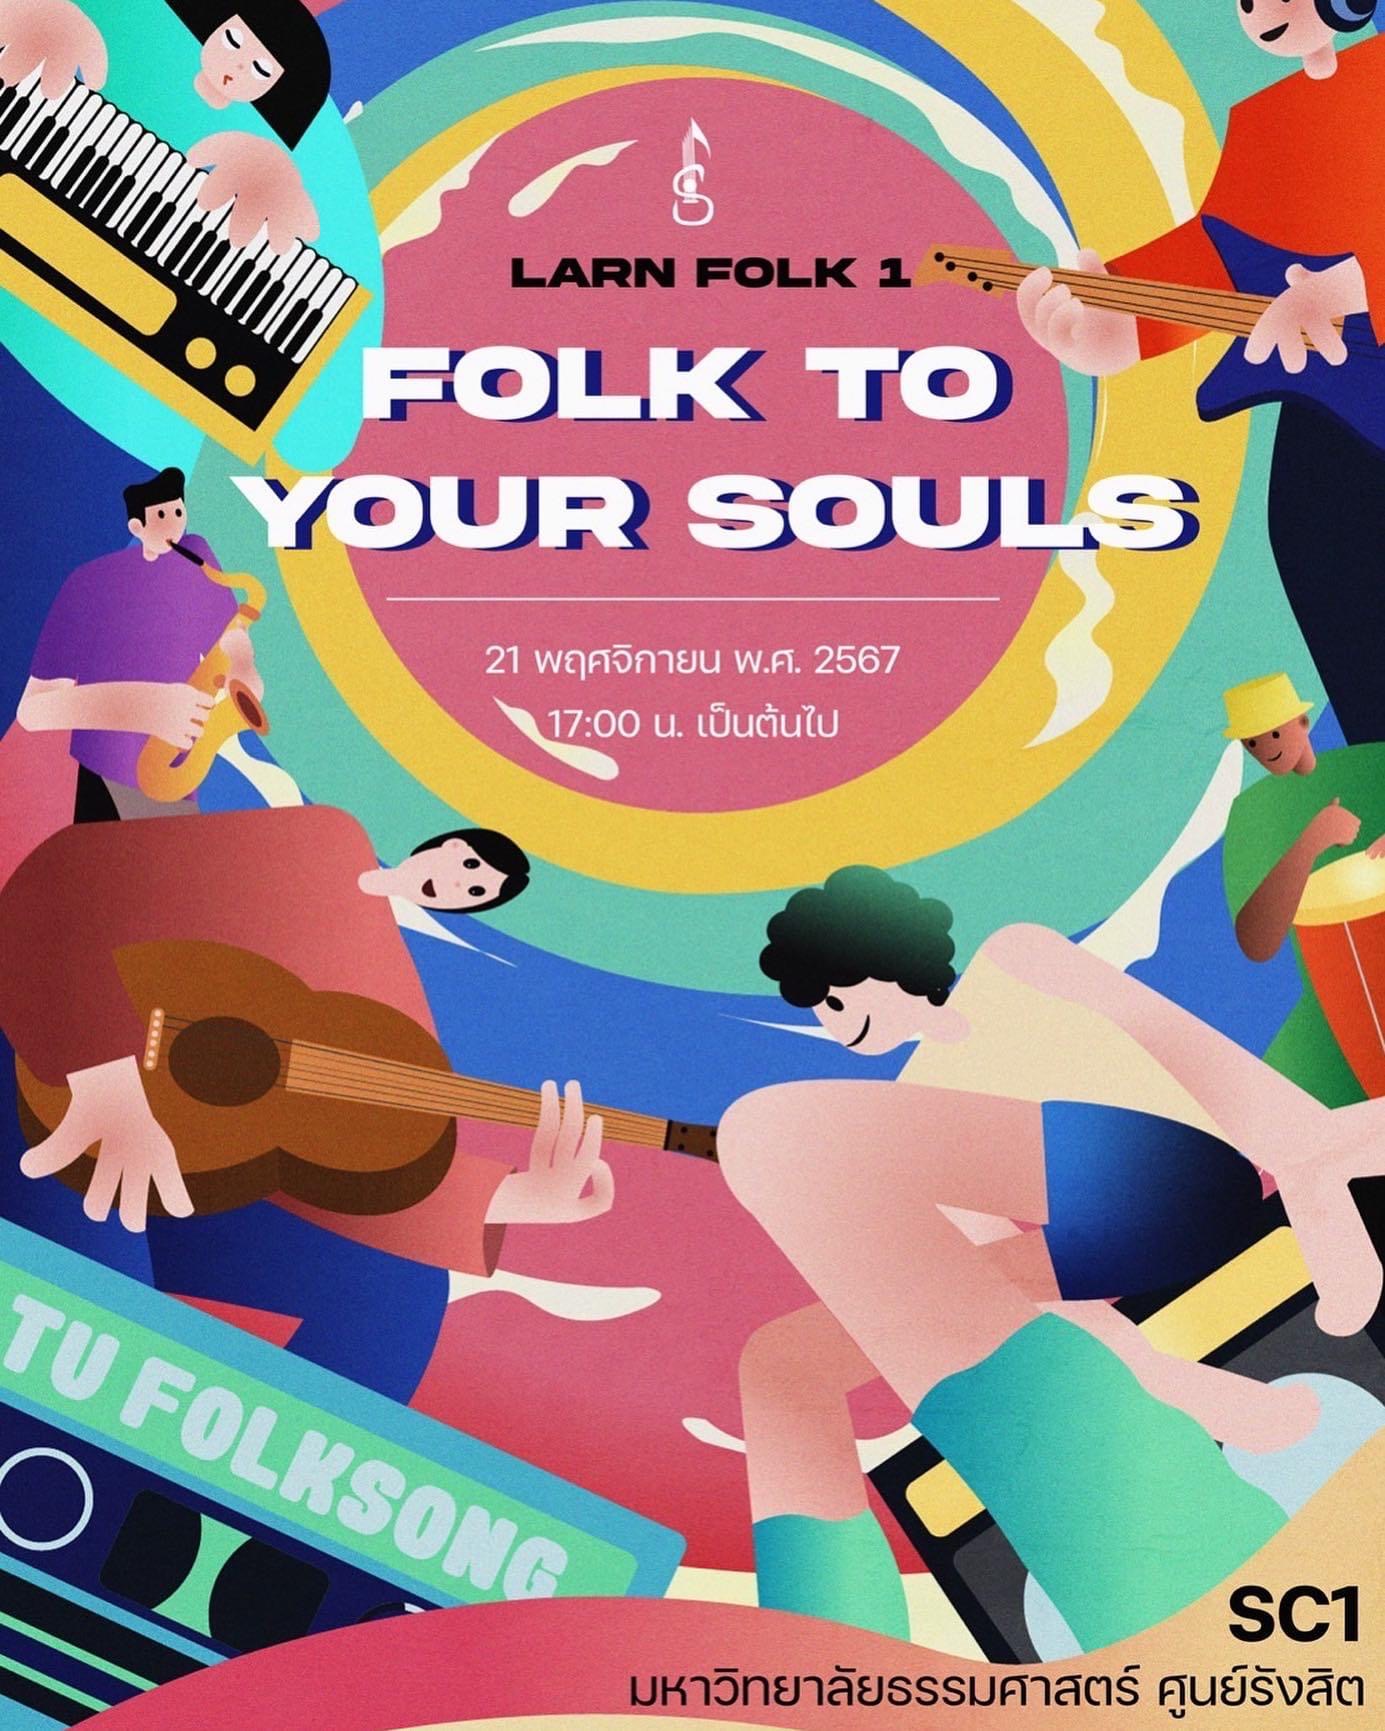 LARN FOLK 1
FOLK TO
YOUR SOULS
21 พฤศจิกายน พ.ศ. 2567
17:00 น. เป็นต้นไป
TU FOLKSONG
SC1
มหาวิทยาลัยธรรมศาสตร์ ศูนย์รังสิต